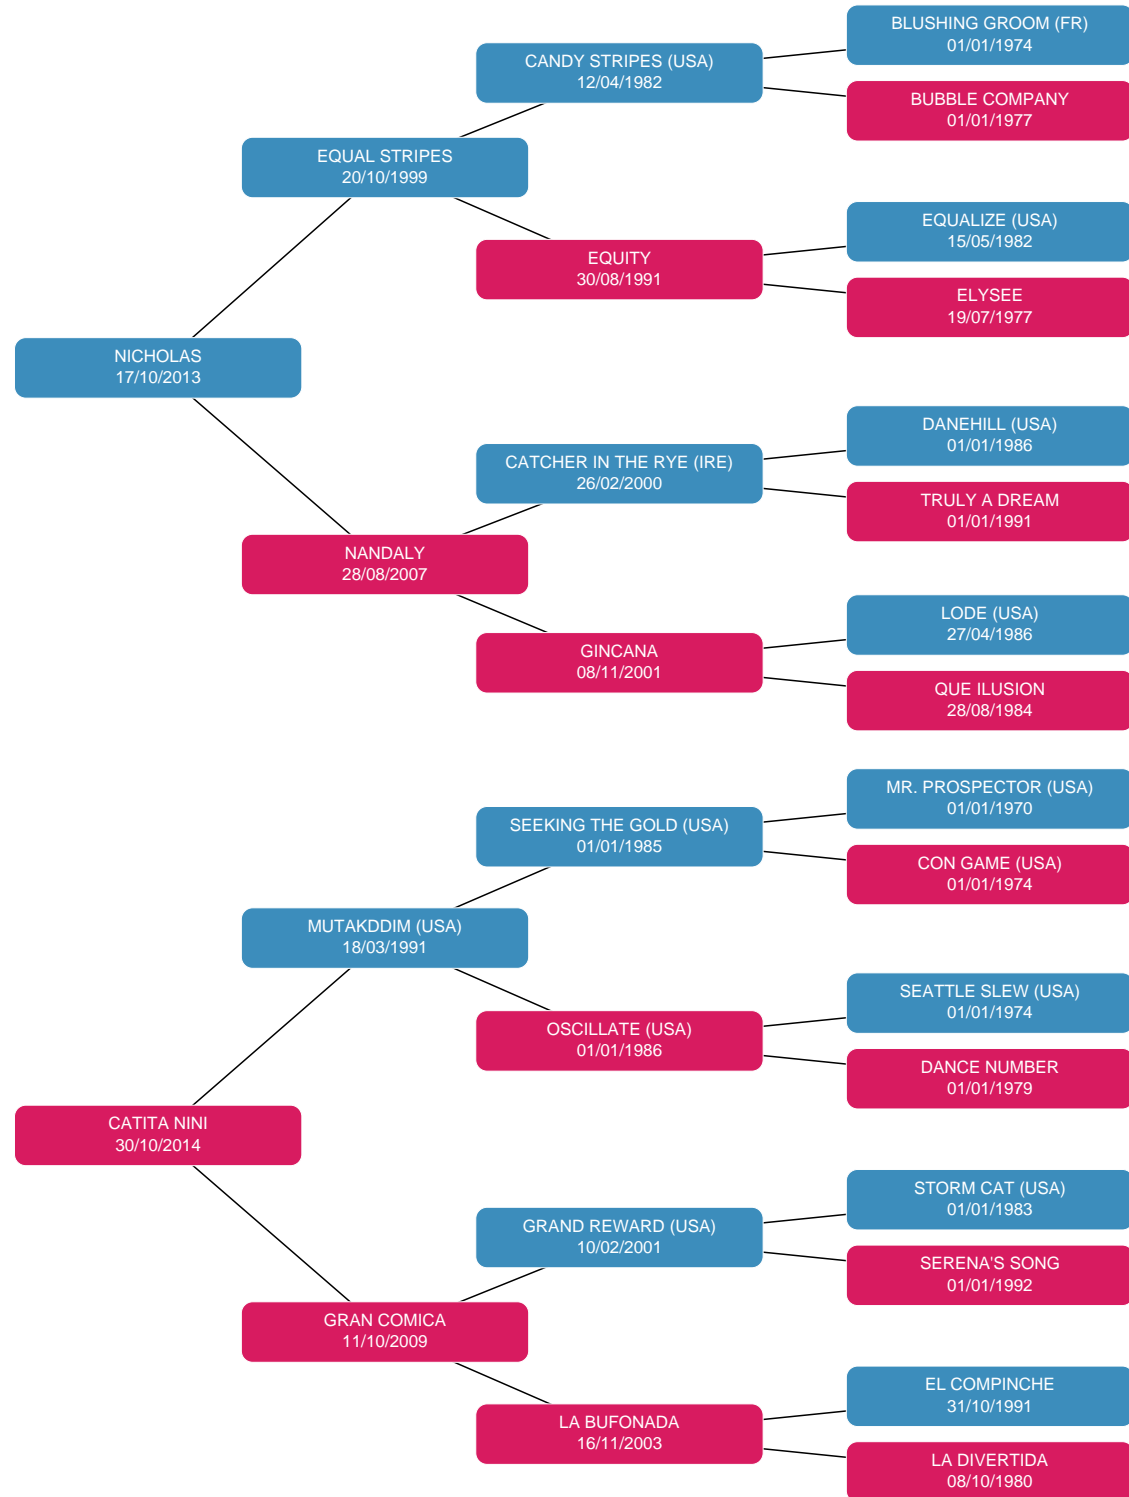 BLUSHING GROOM (FR)
01/01/1974
CANDY STRIPES (USA)
12/04/1982
BUBBLE COMPANY
01/01/1977
EQUAL STRIPES
20/10/1999
EQUALIZE (USA)
15/05/1982
EQUITY
30/08/1991
ELYSEE
19/07/1977
NICHOLAS
17/10/2013
DANEHILL (USA)
01/01/1986
CATCHER IN THE RYE (IRE)
26/02/2000
TRULY A DREAM
01/01/1991
NANDALY
28/08/2007
LODE (USA)
27/04/1986
GINCANA
08/11/2001
QUE ILUSION
28/08/1984
MR. PROSPECTOR (USA)
01/01/1970
SEEKING THE GOLD (USA)
01/01/1985
CON GAME (USA)
01/01/1974
MUTAKDDIM (USA)
18/03/1991
SEATTLE SLEW (USA)
01/01/1974
OSCILLATE (USA)
01/01/1986
DANCE NUMBER
01/01/1979
CATITA NINI
30/10/2014
STORM CAT (USA)
01/01/1983
GRAND REWARD (USA)
10/02/2001
SERENA'S SONG
01/01/1992
GRAN COMICA
11/10/2009
EL COMPINCHE
31/10/1991
LA BUFONADA
16/11/2003
LA DIVERTIDA
08/10/1980